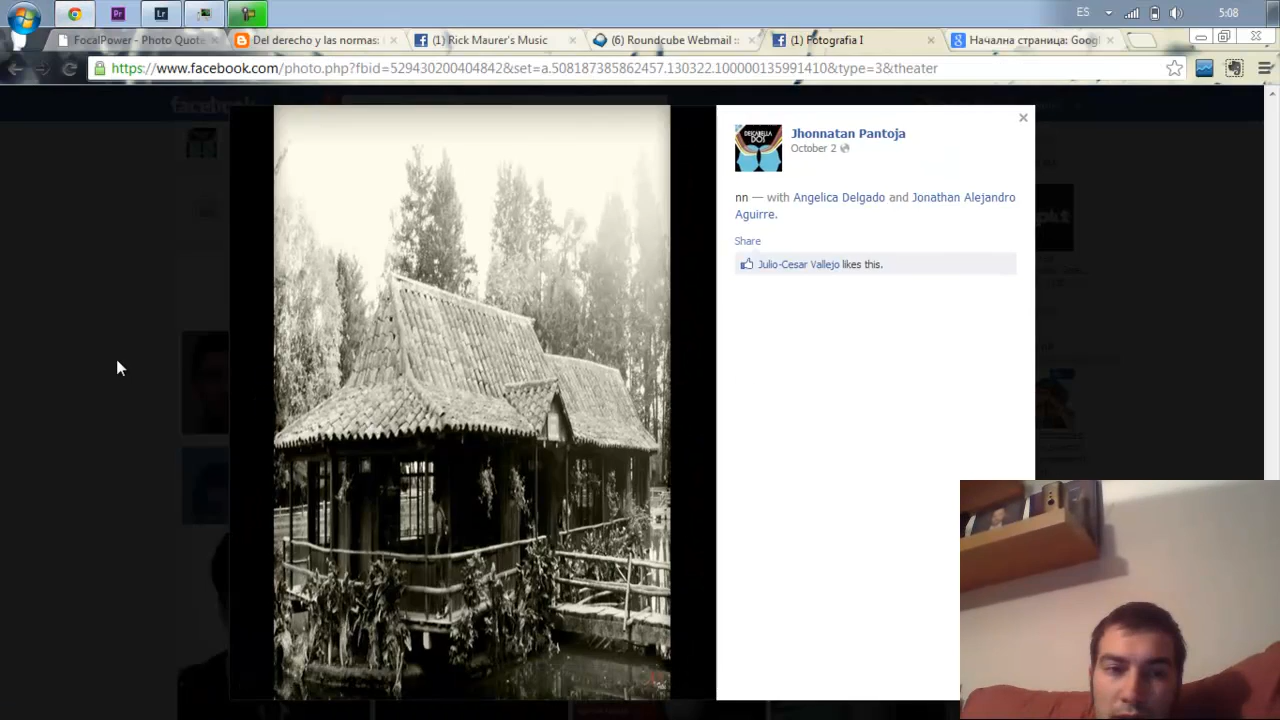 ES
5:08
FocalPower - Photo Quote
Del derecho y las normas:
(1) Rick Maurer's Music
(6) Roundcube Webmail ::
(1) Fotografia I
Начална страница: Goog
https://www.facebook.com/photo.php?fbid=529430200404842&set=a.508187385862457.130322.100000135991410&type=3&theater
Jhonnatan Pantoja
October 2
nn — with Angelica Delgado and Jonathan Alejandro
Aguirre.
Share
Julio-Cesar Vallejo likes this.